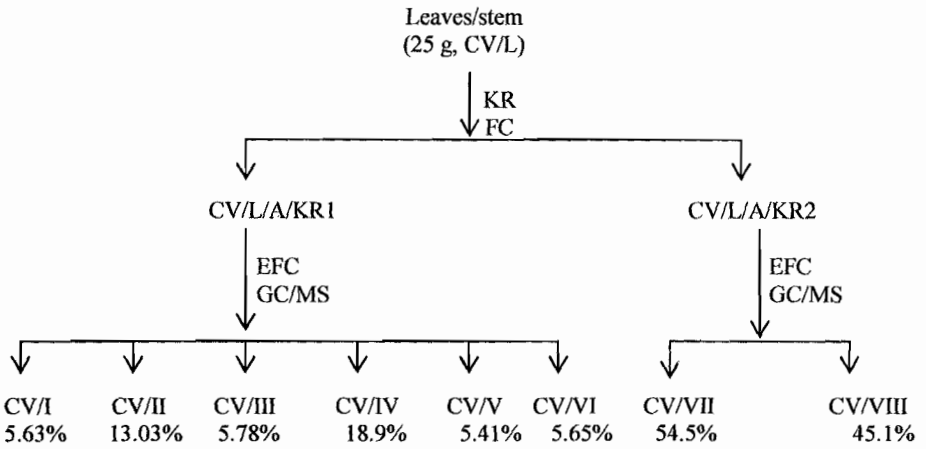 Leaves/stem
(25 g, CV/L)
KR
FC
CV/L/A/KR1
CV/L/A/KR2
EFC
GC/MS
EFC
GC/MS
CV/I
5.63%
CV/II
13.03%
CV/III
5.78%
CV/IV
18.9%
CV/V
5.41%
CV/VI
5.65%
CV/VII
54.5%
CV/VIII
45.1%